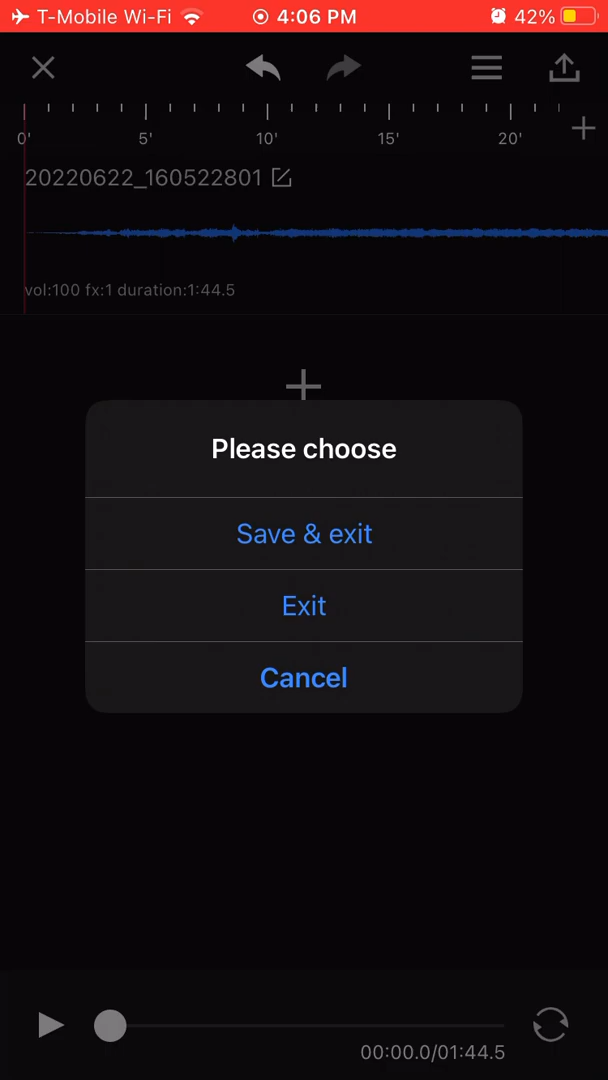 T-Mobile Wi-Fi 4:06 PM 42%
0' 5' 10' 15' 20'
20220622_160522801
vol:100 fx:1 duration:1:44.5
Please choose
Save & exit
Exit
Cancel
00:00.0/01:44.5